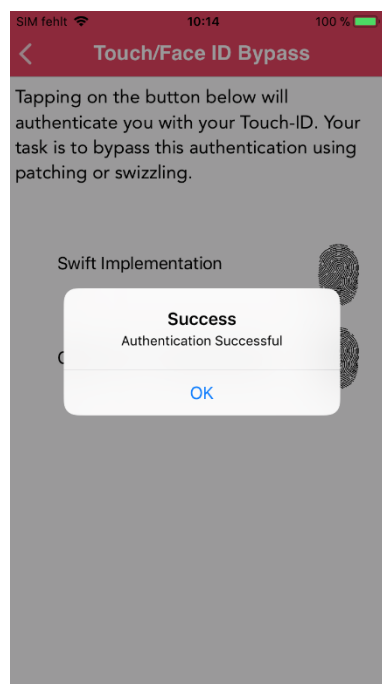 SIM fehlt 10:14 100 %
Touch/Face ID Bypass
Tapping on the button below will
authenticate you with your Touch-ID. Your
task is to bypass this authentication using
patching or swizzling.
Swift Implementation
Success
Authentication Successful
OK